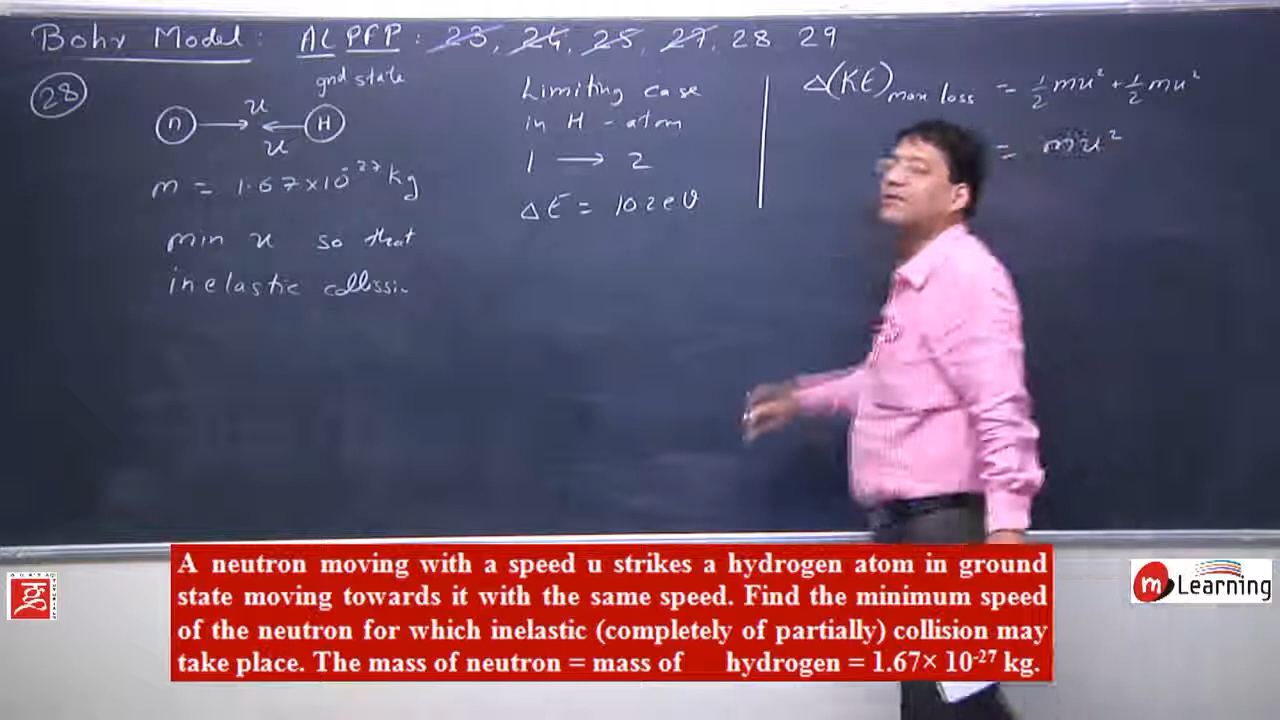 Bohr Model: ALPFP: 23, 24, 25, 27, 28 29
28
gnd state
n u H
u
m = 1.67×10⁻²⁷ kg
min u so that
inelastic collissi
Limiting case
in H - atom
1 → 2
ΔE = 10.2 eV
Δ(KE)max loss = ½mu² + ½mu²
= mu²
A neutron moving with a speed u strikes a hydrogen atom in ground
state moving towards it with the same speed. Find the minimum speed
of the neutron for which inelastic (completely of partially) collision may
take place. The mass of neutron = mass of hydrogen = 1.67× 10⁻²⁷ kg.
m Learning